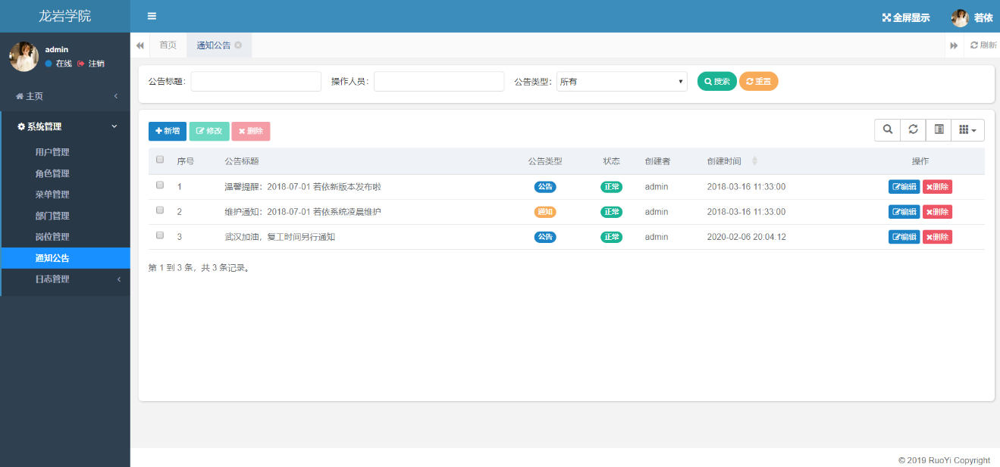 龙岩学院
全屏显示 若依
admin
在线 注销
首页 通知公告 刷新
主页
系统管理
用户管理
角色管理
菜单管理
部门管理
岗位管理
通知公告
日志管理
公告标题： 操作人员： 公告类型： 所有 搜索 重置
新增 修改 删除
序号 公告标题 公告类型 状态 创建者 创建时间 操作
1 温馨提醒：2018-07-01 若依新版本发布啦 公告 正常 admin 2018-03-16 11:33:00 编辑 删除
2 维护通知：2018-07-01 若依系统凌晨维护 通知 正常 admin 2018-03-16 11:33:00 编辑 删除
3 武汉加油，复工时间另行通知 公告 正常 admin 2020-02-06 20:04:12 编辑 删除
第 1 到 3 条，共 3 条记录。
© 2019 RuoYi Copyright